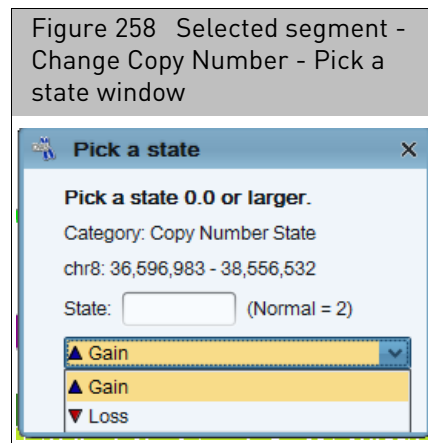 Figure 258 Selected segment -
Change Copy Number - Pick a
state window
Pick a state
Pick a state 0.0 or larger.
Category: Copy Number State
chr8: 36,596,983 - 38,556,532
State: (Normal = 2)
Gain
Gain
Loss